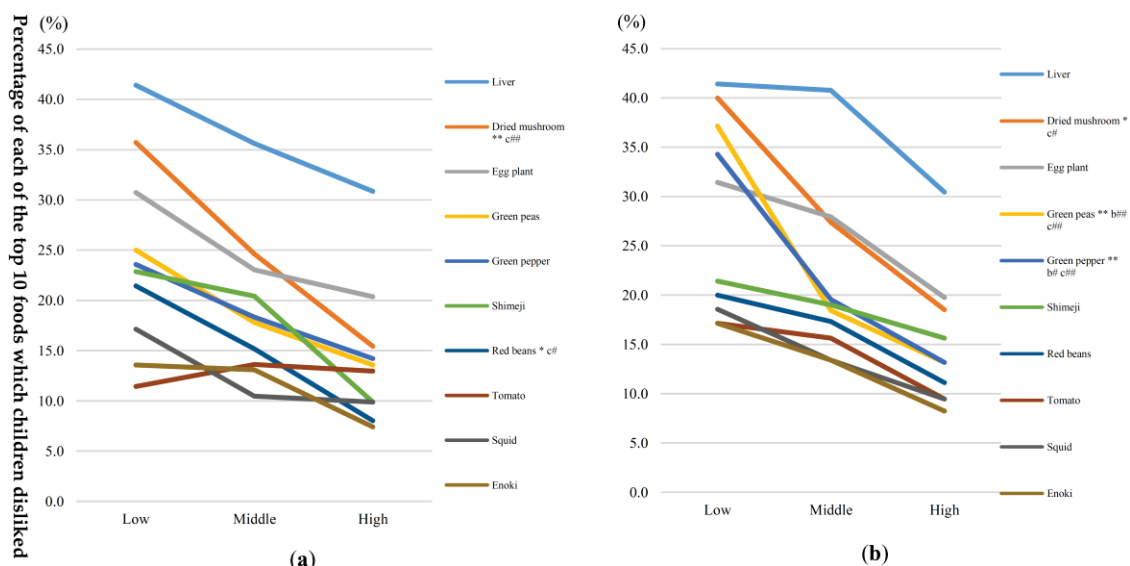 Percentage of each of the top 10 foods which children disliked
(%)
45.0
40.0
35.0
30.0
25.0
20.0
15.0
10.0
5.0
0.0
Low Middle High
Liver
Dried mushroom
** c##
Egg plant
Green peas
Green pepper
Shimeji
Red beans * c#
Tomato
Squid
Enoki
(a)
(%)
45.0
40.0
35.0
30.0
25.0
20.0
15.0
10.0
5.0
0.0
Low Middle High
Liver
Dried mushroom *
c#
Egg plant
Green peas ** b##
c##
Green pepper **
b# c##
Shimeji
Red beans
Tomato
Squid
Enoki
(b)